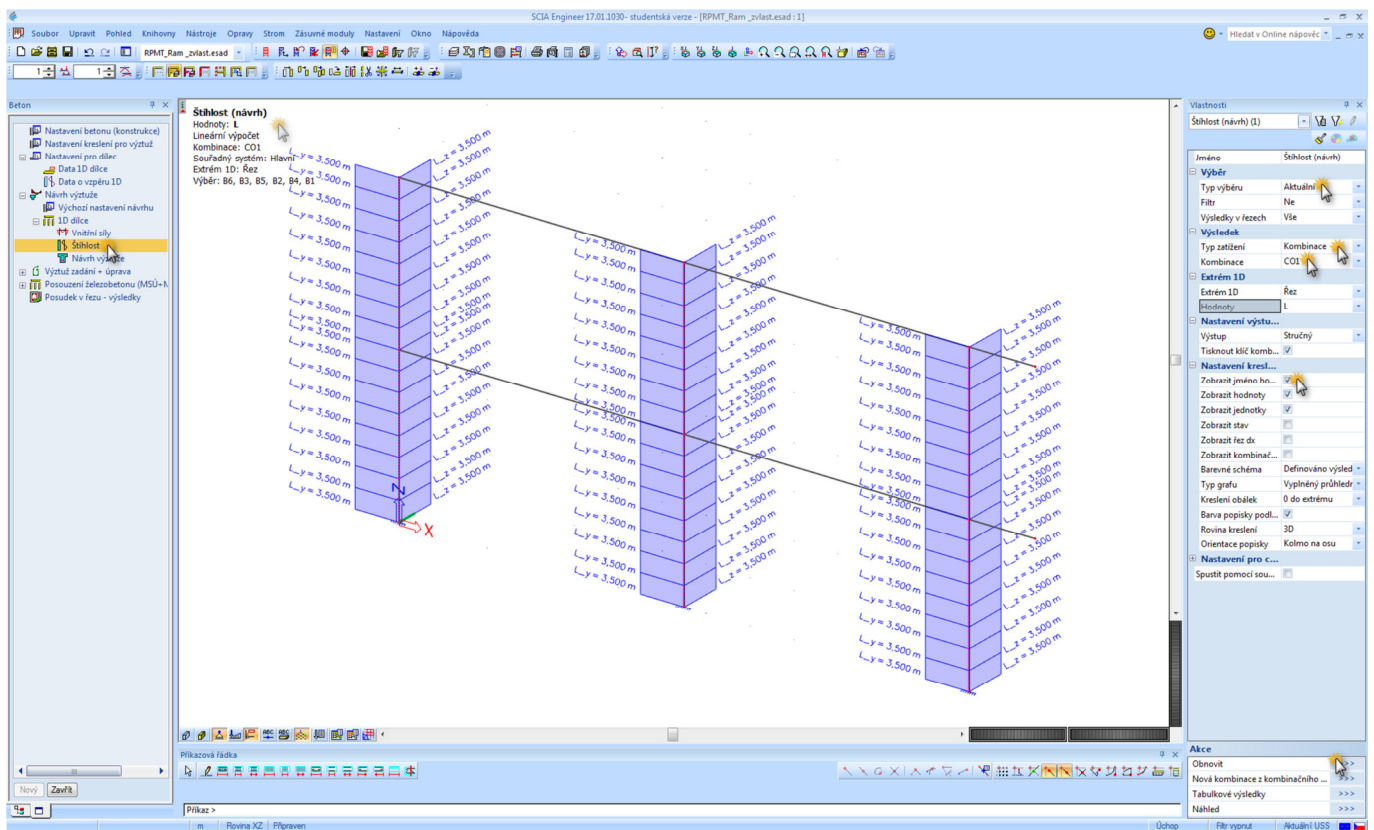 SCIA Engineer 17.01.1030- studentská verze - [RPMT_Ram _zvlast.esad : 1]
Soubor Upravit Pohled Knihovny Nástroje Opravy Strom Zásuvné moduly Nastavení Okno Nápověda
Hledat v Online nápověc
RPMT_Ram _zvlast.esad
1
1
Beton
Nastavení betonu (konstrukce)
Nastavení kreslení pro výztuž
Nastavení pro dílec
Data 1D dílce
Data o vzpěru 1D
Návrh výztuže
Výchozí nastavení návrhu
1D dílce
Vnitřní síly
Štíhlost
Návrh výztuže
Výztuž zadání + úprava
Posouzení železobetonu (MSÚ+M
Posudek v řezu - výsledky
Nový
Zavřít
Štíhlost (návrh)
Hodnoty: L
Lineární výpočet
Kombinace: CO1
Souřadný systém: Hlavní
Extrém 1D: Řez
Výběr: B6, B3, B5, B2, B4, B1
L_y = 3,500 m
L_z = 3,500 m
Z
X
Příkazová řádka
Příkaz >
m
Rovina XZ
Připraven
Úchop
Filtr vypnut
Aktuální USS
Vlastnosti
Štíhlost (návrh) (1)
Jméno Štíhlost (návrh)
Výběr
Typ výběru Aktuální
Filtr Ne
Výsledky v řezech Vše
Výsledek
Typ zatížení Kombinace
Kombinace CO1
Extrém 1D
Extrém 1D Řez
Hodnoty L
Nastavení výstu...
Výstup Stručný
Tisknout klíč komb...
Nastavení kresl...
Zobrazit jméno ho...
Zobrazit hodnoty
Zobrazit jednotky
Zobrazit stav
Zobrazit řez dx
Zobrazit kombinač...
Barevné schéma Definováno výsled
Typ grafu Vyplněný průhledr
Kreslení obálek 0 do extrému
Barva popisky podl...
Rovina kreslení 3D
Orientace popisky Kolmo na osu
Nastavení pro c...
Spustit pomocí sou...
Akce
Obnovit >>>
Nová kombinace z kombinačního ... >>>
Tabulkové výsledky >>>
Náhled >>>